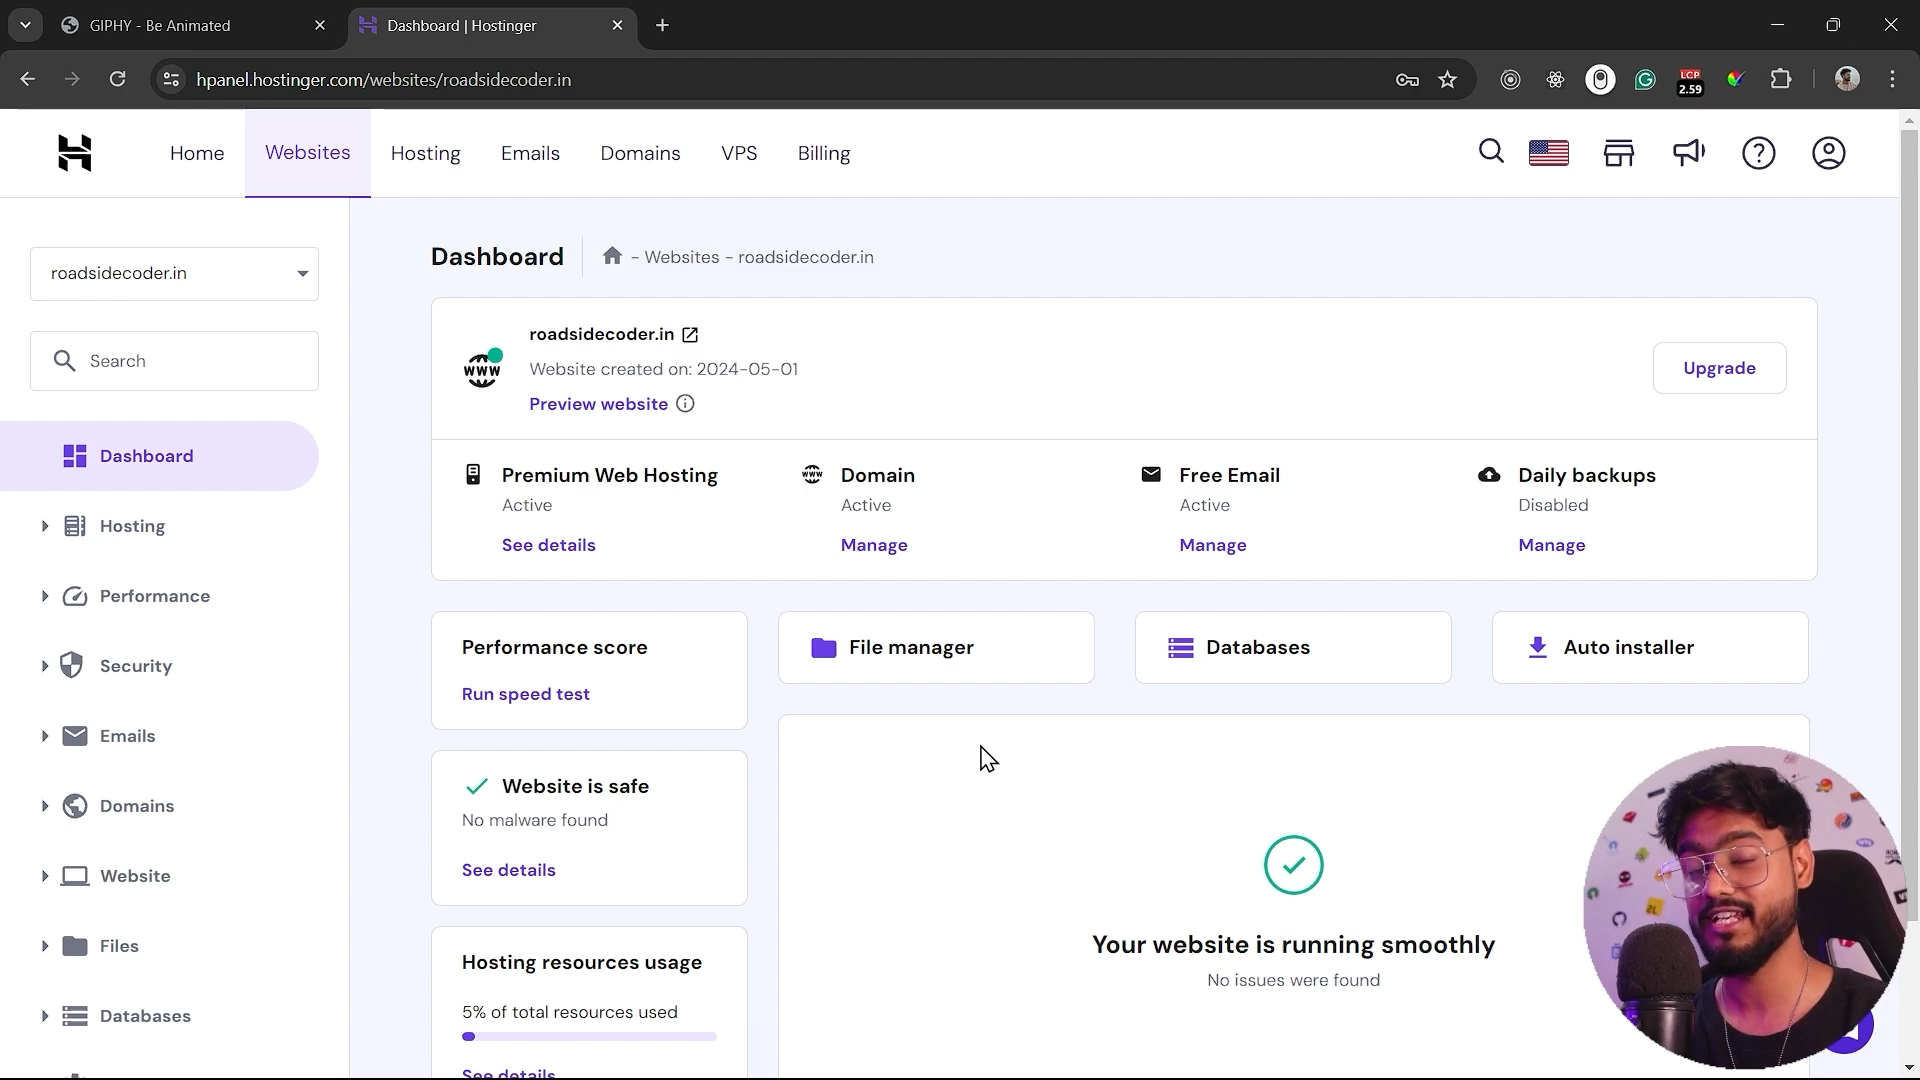 GIPHY - Be Animated
Dashboard | Hostinger
hpanel.hostinger.com/websites/roadsidecoder.in
LCP
2.59
Home
Websites
Hosting
Emails
Domains
VPS
Billing
roadsidecoder.in
Search
Dashboard
Hosting
Performance
Security
Emails
Domains
Website
Files
Databases
Dashboard
- Websites - roadsidecoder.in
roadsidecoder.in
Website created on: 2024-05-01
Preview website
Upgrade
www
Premium Web Hosting
Active
See details
www
Domain
Active
Manage
Free Email
Active
Manage
Daily backups
Disabled
Manage
Performance score
Run speed test
File manager
Databases
Auto installer
Website is safe
No malware found
See details
Hosting resources usage
5% of total resources used
See details
Your website is running smoothly
No issues were found